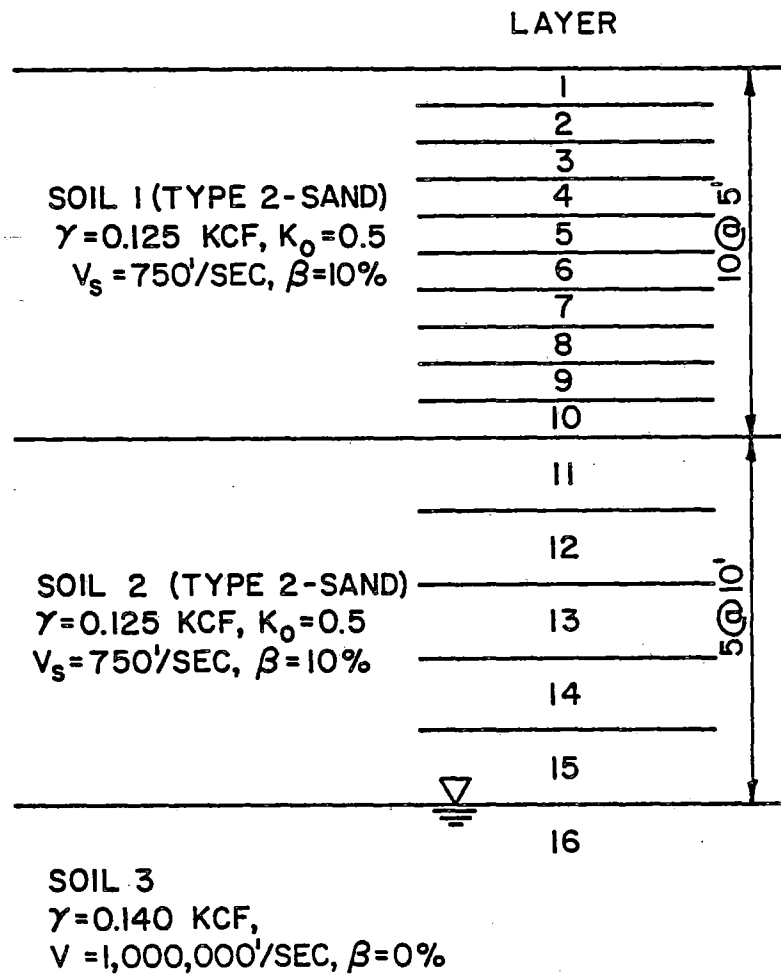 LAYER
1
2
3
SOIL 1 (TYPE 2-SAND)
4
γ=0.125 KCF, K₀=0.5
5
Vₛ=750'/SEC, β=10%
6
7
8
9
10
10@5'
11
12
SOIL 2 (TYPE 2-SAND)
γ=0.125 KCF, K₀=0.5
13
Vₛ=750'/SEC, β=10%
14
15
5@10'
16
SOIL 3
γ=0.140 KCF,
V=1,000,000'/SEC, β=0%